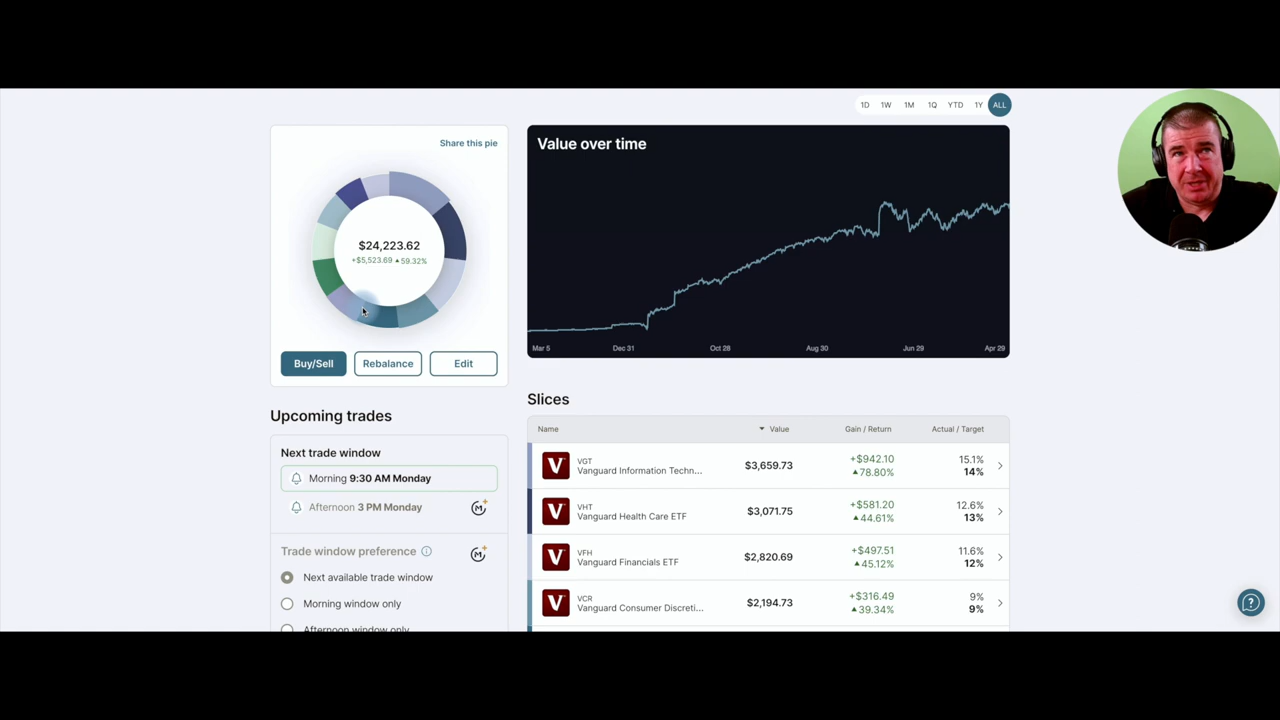 1D 1W 1M 1Q YTD 1Y ALL
Share this pie
$24,223.62
+$5,523.69 ▲59.32%
Buy/Sell Rebalance Edit
Value over time
Mar 5 Dec 31 Oct 28 Aug 30 Jun 29 Apr 29
Upcoming trades
Next trade window
Morning 9:30 AM Monday
Afternoon 3 PM Monday
Trade window preference
Next available trade window
Morning window only
Afternoon window only
Slices
Name Value Gain / Return Actual / Target
VGT
Vanguard Information Techn...
$3,659.73
+$942.10
▲78.80%
15.1%
14%
VHT
Vanguard Health Care ETF
$3,071.75
+$581.20
▲44.61%
12.6%
13%
VFH
Vanguard Financials ETF
$2,820.69
+$497.51
▲45.12%
11.6%
12%
VCR
Vanguard Consumer Discreti...
$2,194.73
+$316.49
▲39.34%
9%
9%